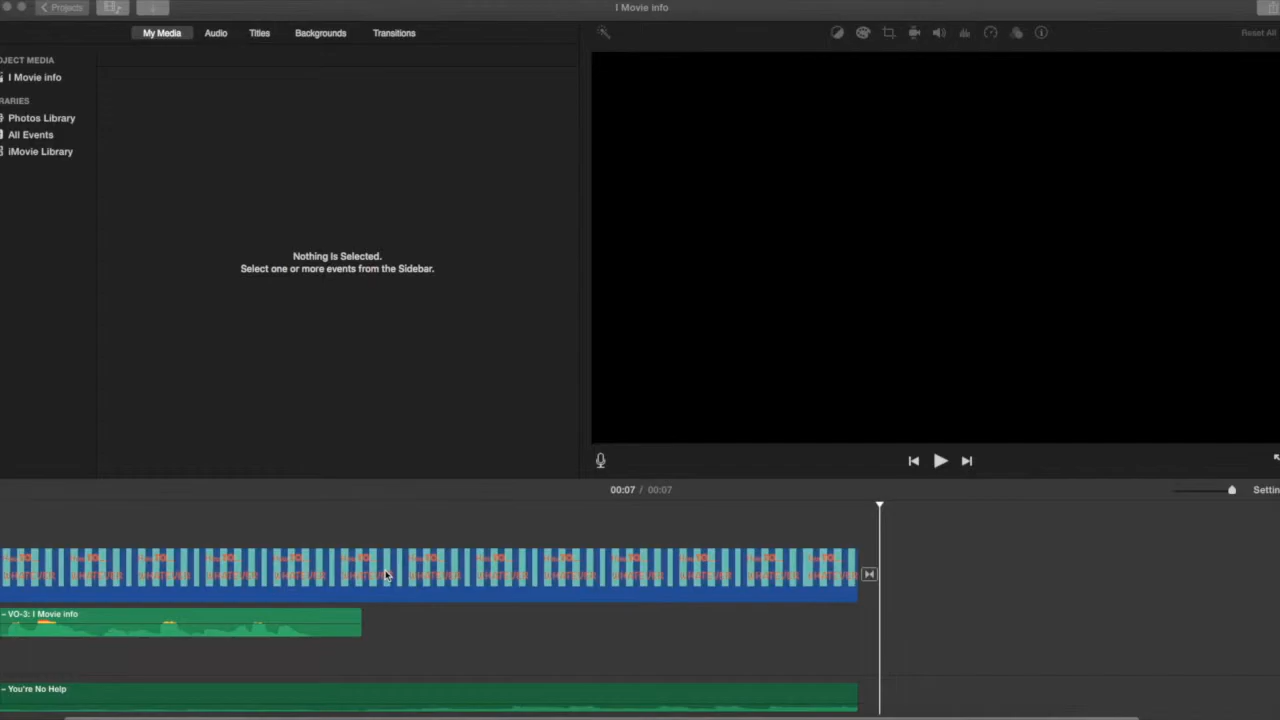 Projects
I Movie info
My Media Audio Titles Backgrounds Transitions
Reset All
OJECT MEDIA
I Movie info
RARIES
Photos Library
All Events
iMovie Library
Nothing Is Selected.
Select one or more events from the Sidebar.
00:07 / 00:07
Settin
– VO-3: I Movie info
– You're No Help